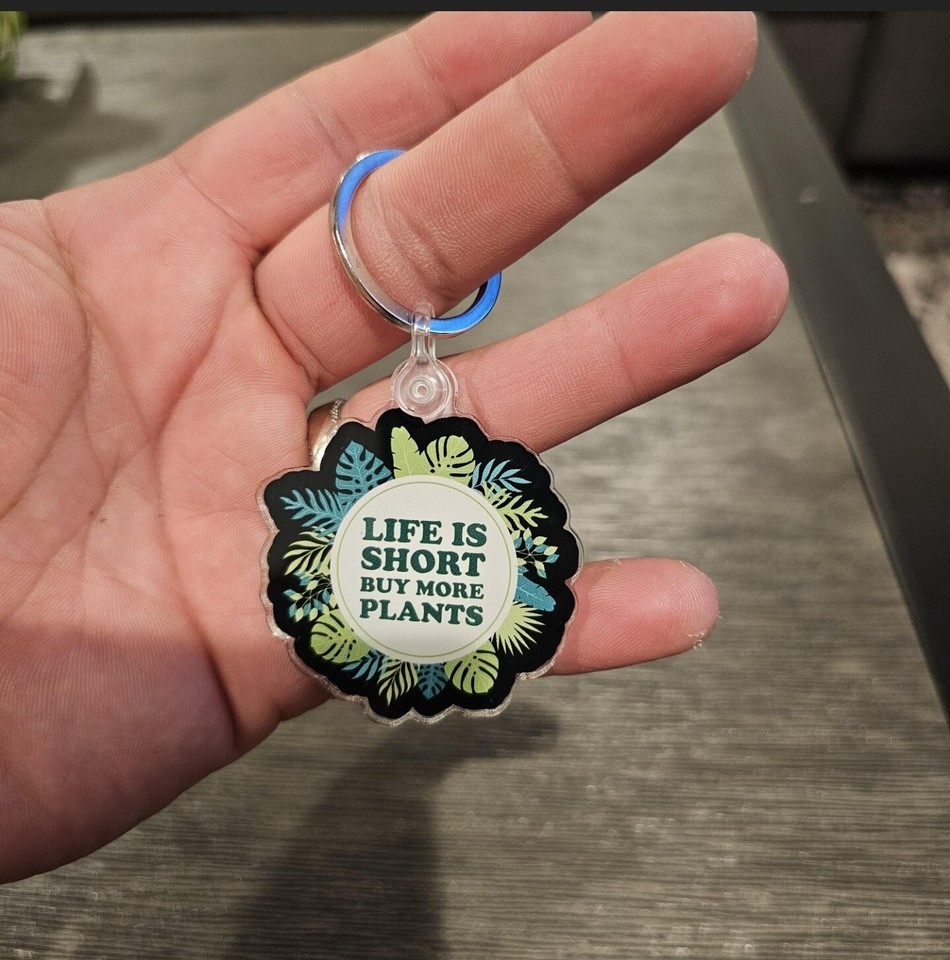 LIFE IS
SHORT
BUY MORE
PLANTS